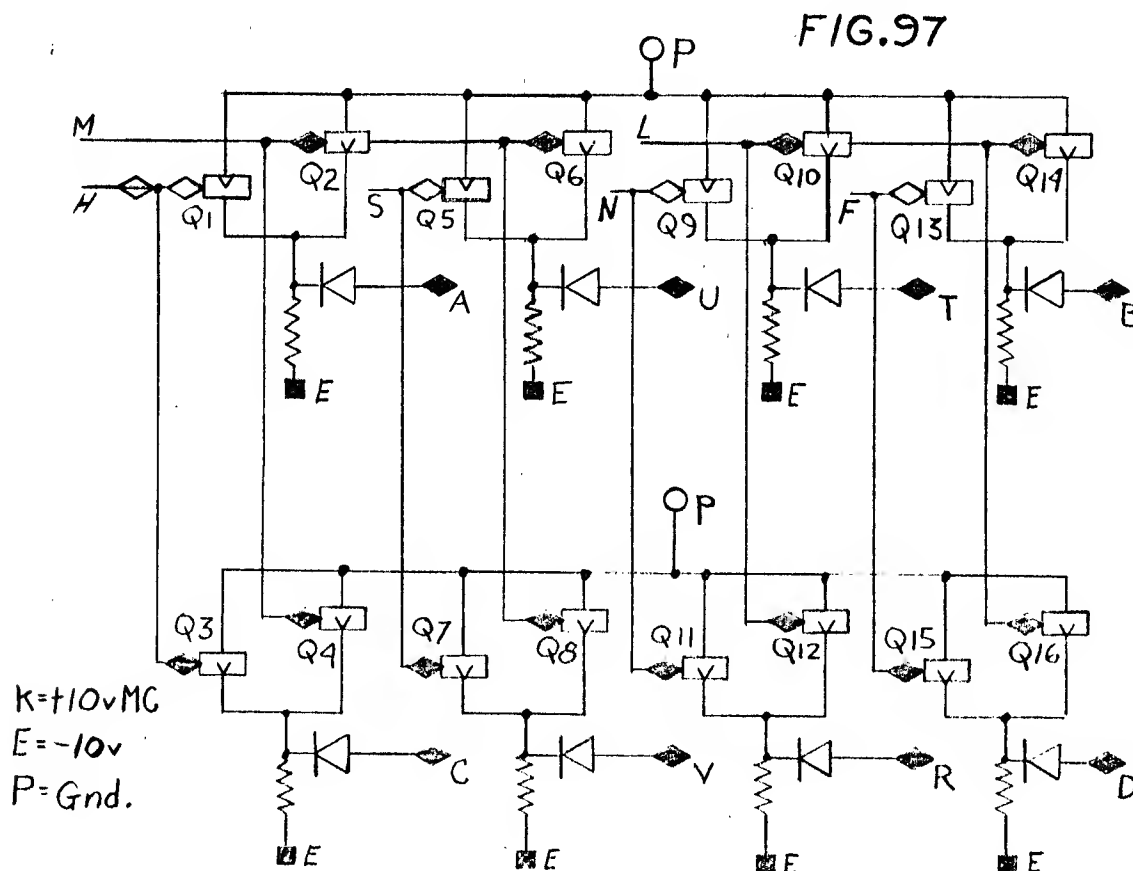 FIG.97
P
M
L
Q2
Q6
Q10
Q14
H
Q1
S
Q5
N
Q9
F
Q13
A
U
T
B
E
E
E
E
P
Q3
Q4
Q7
Q8
Q11
Q12
Q15
Q16
K=+10vMC
E=-10v
P=Gnd.
C
V
R
D
E
E
E
E